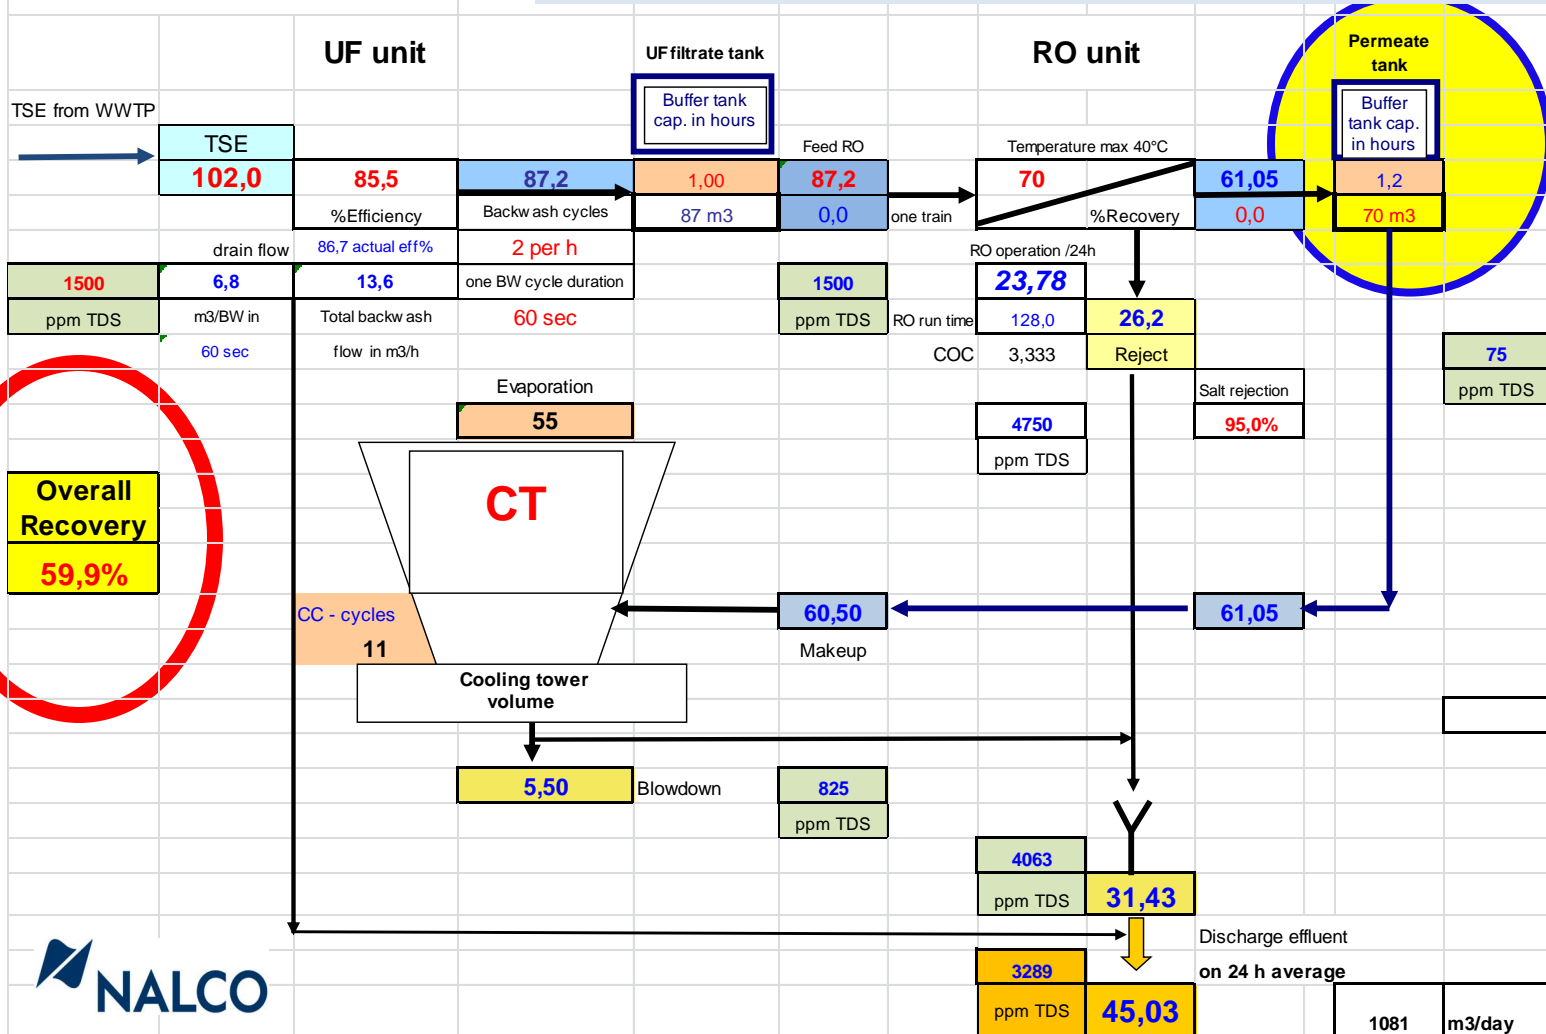 UF unit
UF filtrate tank
RO unit
Permeate
tank
TSE from WWTP
Buffer tank
cap. in hours
Buffer
tank cap.
in hours
TSE
Feed RO
Temperature max 40°C
102,0
85,5
87,2
1,00
87,2
70
61,05
1,2
%Efficiency
Backwash cycles
87 m3
0,0
one train
%Recovery
0,0
70 m3
drain flow
86,7 actual eff%
2 per h
RO operation /24h
1500
6,8
13,6
one BW cycle duration
1500
23,78
ppm TDS
m3/BW in
Total backwash
60 sec
ppm TDS
RO run time
128,0
26,2
60 sec
flow in m3/h
COC
3,333
Reject
75
Evaporation
Salt rejection
ppm TDS
55
4750
95,0%
ppm TDS
CT
Overall
Recovery
59,9%
CC - cycles
11
60,50
61,05
Makeup
Cooling tower
volume
5,50
Blowdown
825
ppm TDS
4063
ppm TDS
31,43
Discharge effluent
3289
on 24 h average
ppm TDS
45,03
1081
m3/day
NALCO